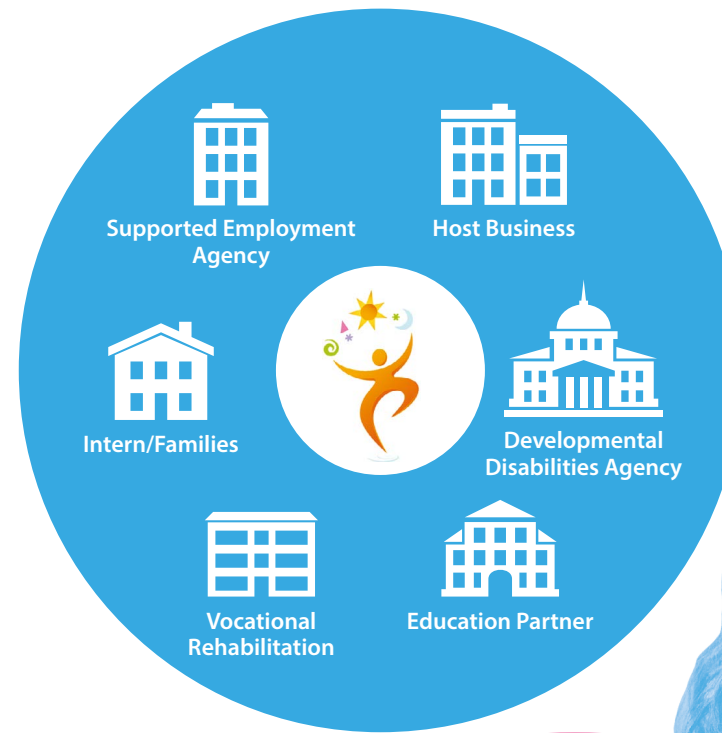 Supported Employment
Agency
Host Business
Intern/Families
Developmental
Disabilities Agency
Vocational
Rehabilitation
Education Partner